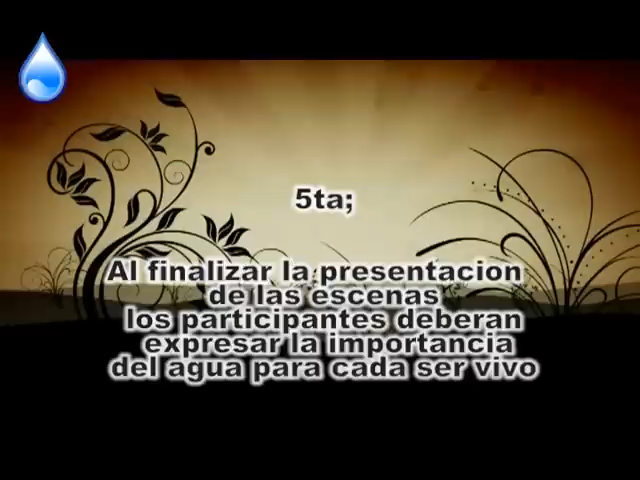 5ta;
Al finalizar la presentacion
de las escenas
los participantes deberan
expresar la importancia
del agua para cada ser vivo